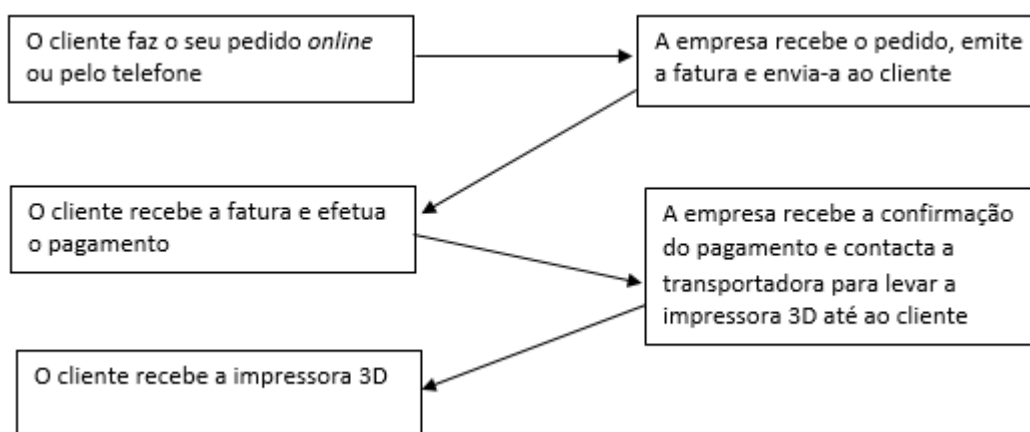 O cliente faz o seu pedido online
ou pelo telefone
A empresa recebe o pedido, emite
a fatura e envia-a ao cliente
O cliente recebe a fatura e efetua
o pagamento
A empresa recebe a confirmação
do pagamento e contacta a
transportadora para levar a
impressora 3D até ao cliente
O cliente recebe a impressora 3D